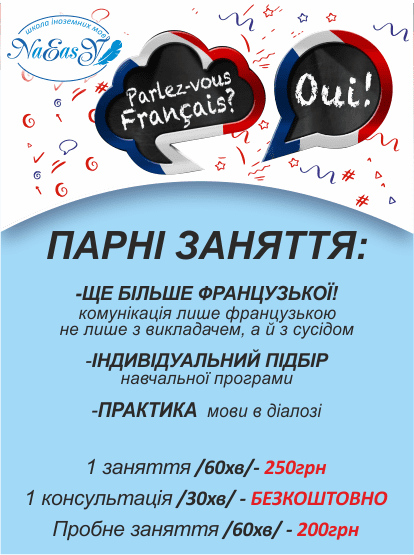 школа іноземних мов
NaEasY
Parlez-vous
Français?
Oui!
ПАРНІ ЗАНЯТТЯ:
-ЩЕ БІЛЬШЕ ФРАНЦУЗЬКОЇ!
комунікація лише французькою
не лише з викладачем, а й з сусідом
-ІНДИВІДУАЛЬНИЙ ПІДБІР
навчальної програми
-ПРАКТИКА мови в діалозі
1 заняття /60хв/- 250грн
1 консультація /30хв/ - БЕЗКОШТОВНО
Пробне заняття /60хв/ - 200грн